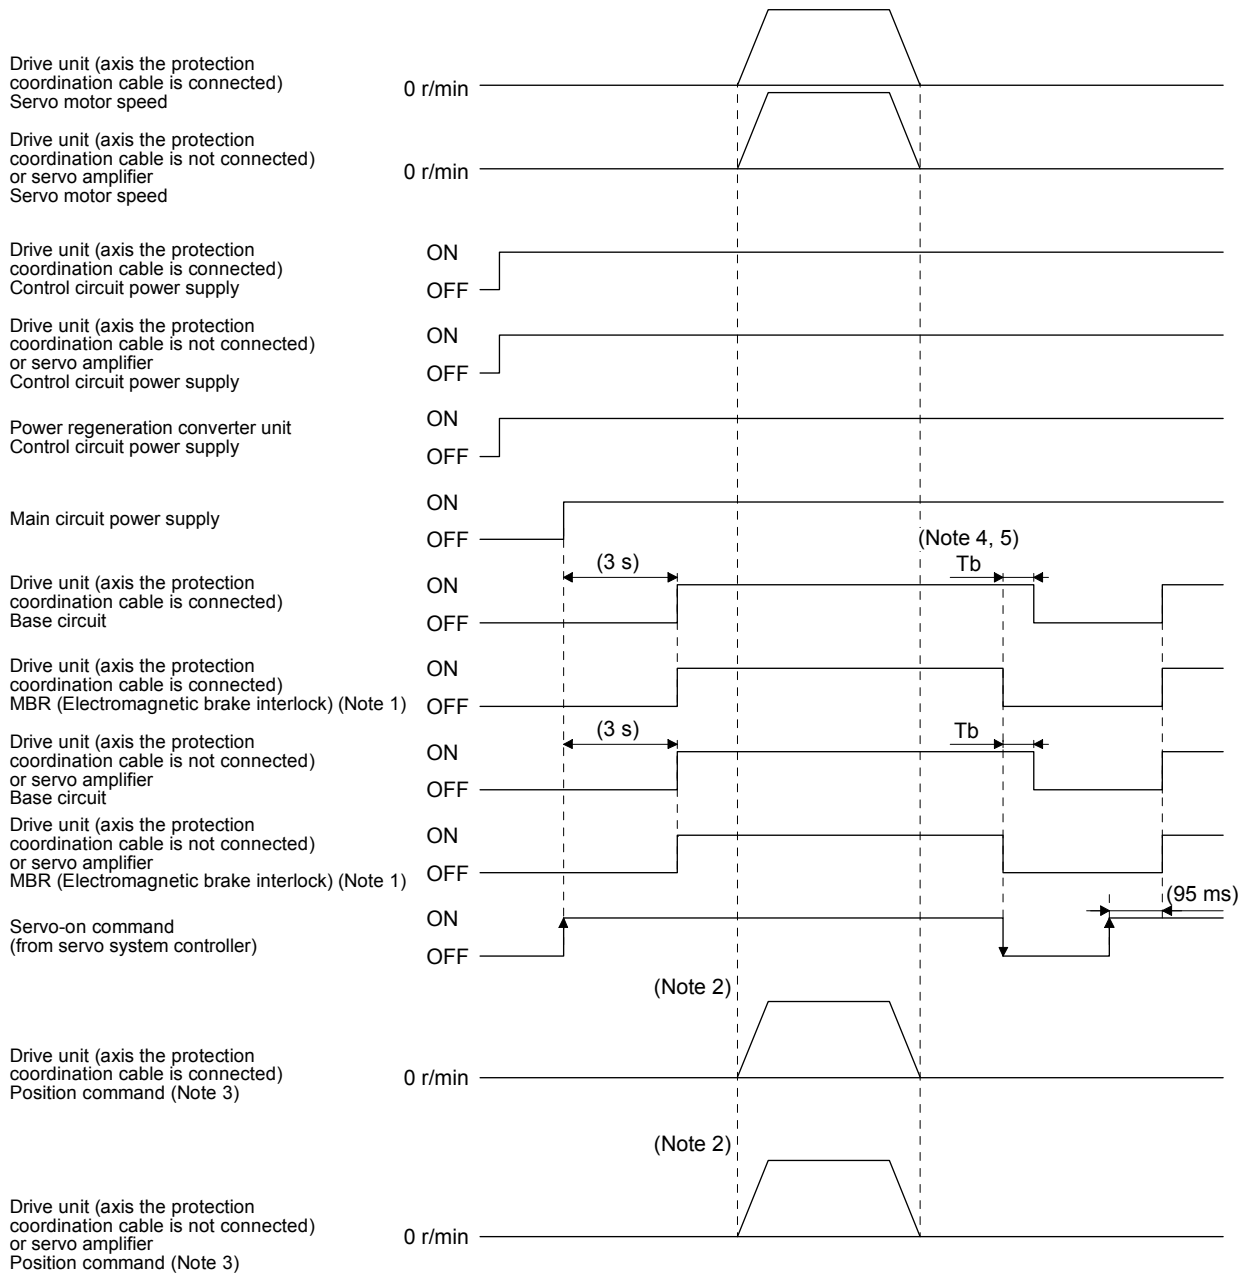 Drive unit (axis the protection
coordination cable is connected)
Servo motor speed
0 r/min
Drive unit (axis the protection
coordination cable is not connected)
or servo amplifier
Servo motor speed
0 r/min
Drive unit (axis the protection
coordination cable is connected)
Control circuit power supply
ON
OFF
Drive unit (axis the protection
coordination cable is not connected)
or servo amplifier
Control circuit power supply
ON
OFF
Power regeneration converter unit
Control circuit power supply
ON
OFF
Main circuit power supply
ON
OFF
(Note 4, 5)
Drive unit (axis the protection
coordination cable is connected)
Base circuit
ON
OFF
(3 s)
Tb
Drive unit (axis the protection
coordination cable is connected)
MBR (Electromagnetic brake interlock) (Note 1)
ON
OFF
Drive unit (axis the protection
coordination cable is not connected)
or servo amplifier
Base circuit
ON
OFF
(3 s)
Tb
Drive unit (axis the protection
coordination cable is not connected)
or servo amplifier
MBR (Electromagnetic brake interlock) (Note 1)
ON
OFF
(95 ms)
Servo-on command
(from servo system controller)
ON
OFF
(Note 2)
Drive unit (axis the protection
coordination cable is connected)
Position command (Note 3)
0 r/min
(Note 2)
Drive unit (axis the protection
coordination cable is not connected)
or servo amplifier
Position command (Note 3)
0 r/min